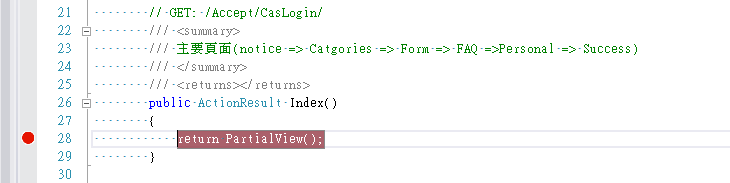 21 // GET: /Accept/CasLogin/
22 /// <summary>
23 /// 主要頁面(notice => Catgories => Form => FAQ =>Personal => Success)
24 /// </summary>
25 /// <returns></returns>
26 public ActionResult Index()
27 {
28 return PartialView();
29 }
30